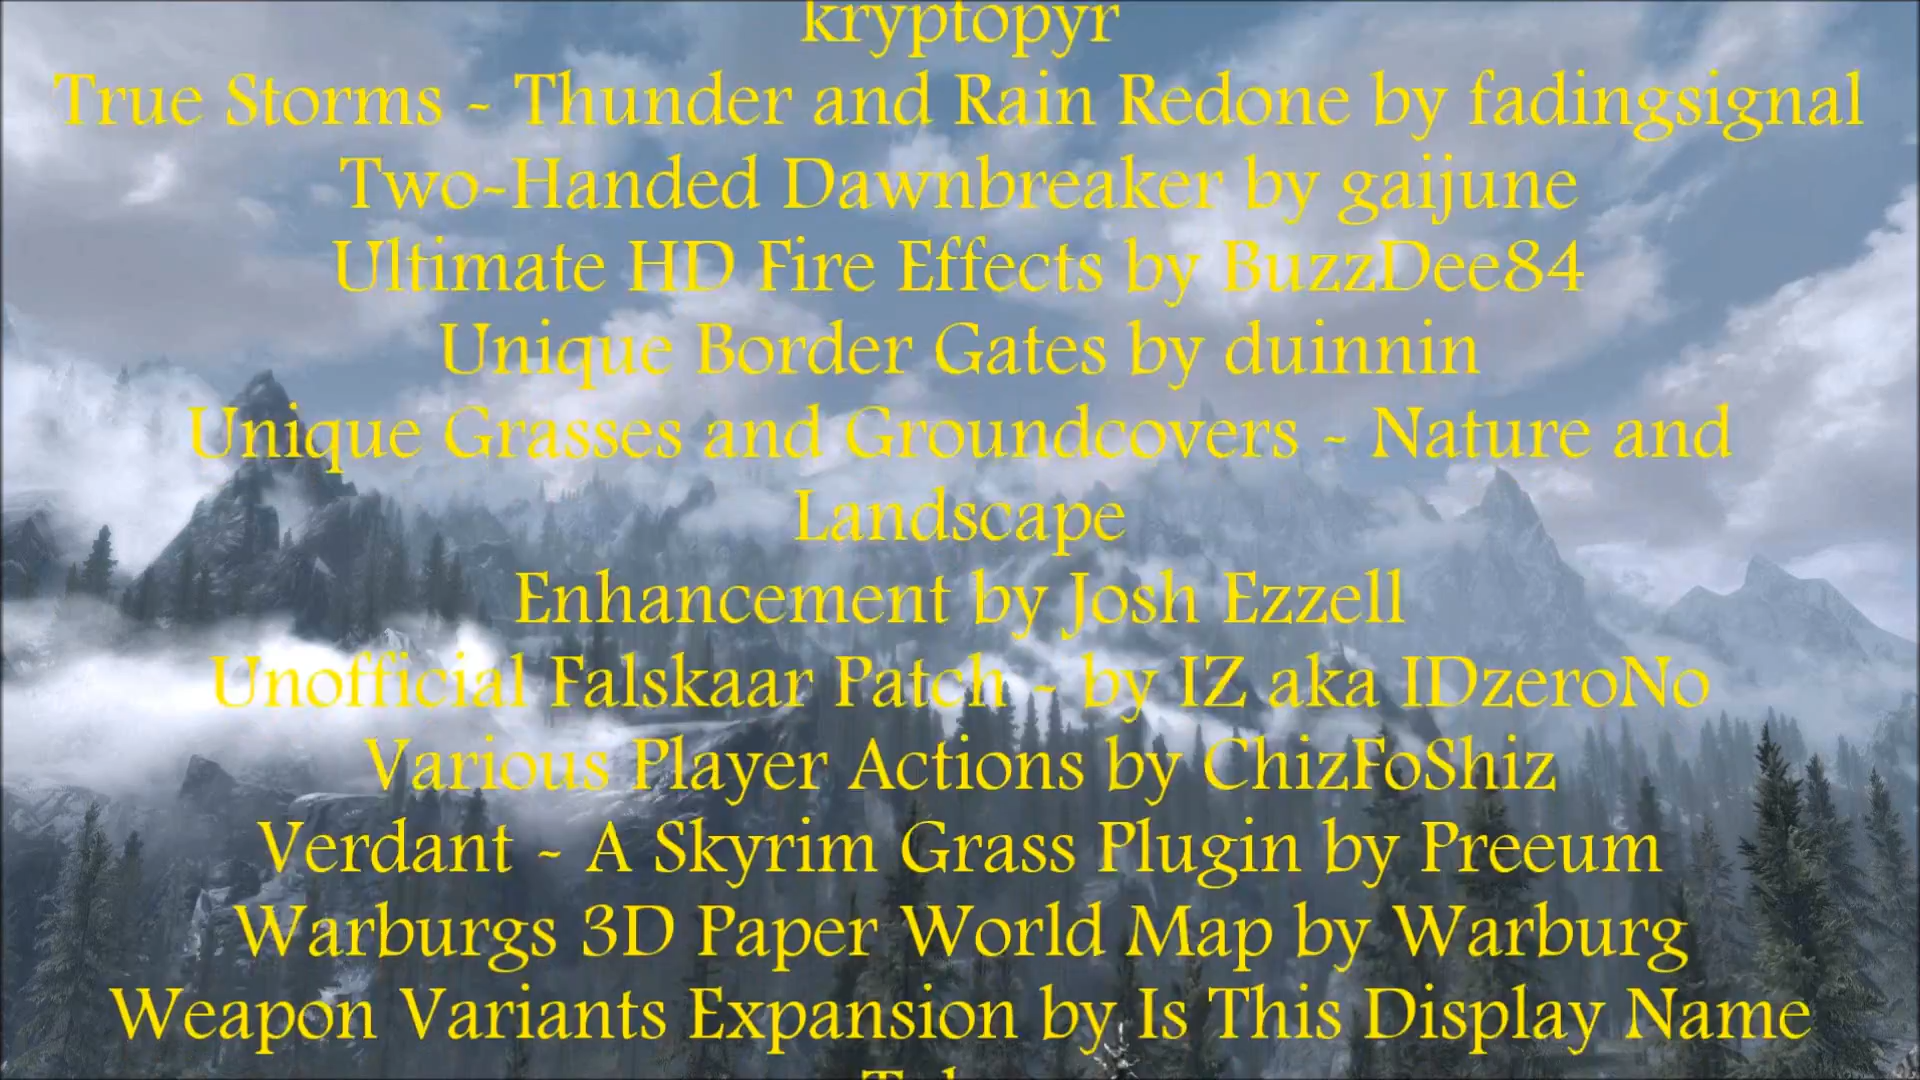 kryptopyr
True Storms - Thunder and Rain Redone by fadingsignal
Two-Handed Dawnbreaker by gaijune
Ultimate HD Fire Effects by BuzzDee84
Unique Border Gates by duinnin
Unique Grasses and Groundcovers - Nature and
Landscape
Enhancement by Josh Ezzell
Unofficial Falskaar Patch - by IZ aka IDzeroNo
Various Player Actions by ChizFoShiz
Verdant - A Skyrim Grass Plugin by Preeum
Warburgs 3D Paper World Map by Warburg
Weapon Variants Expansion by Is This Display Name